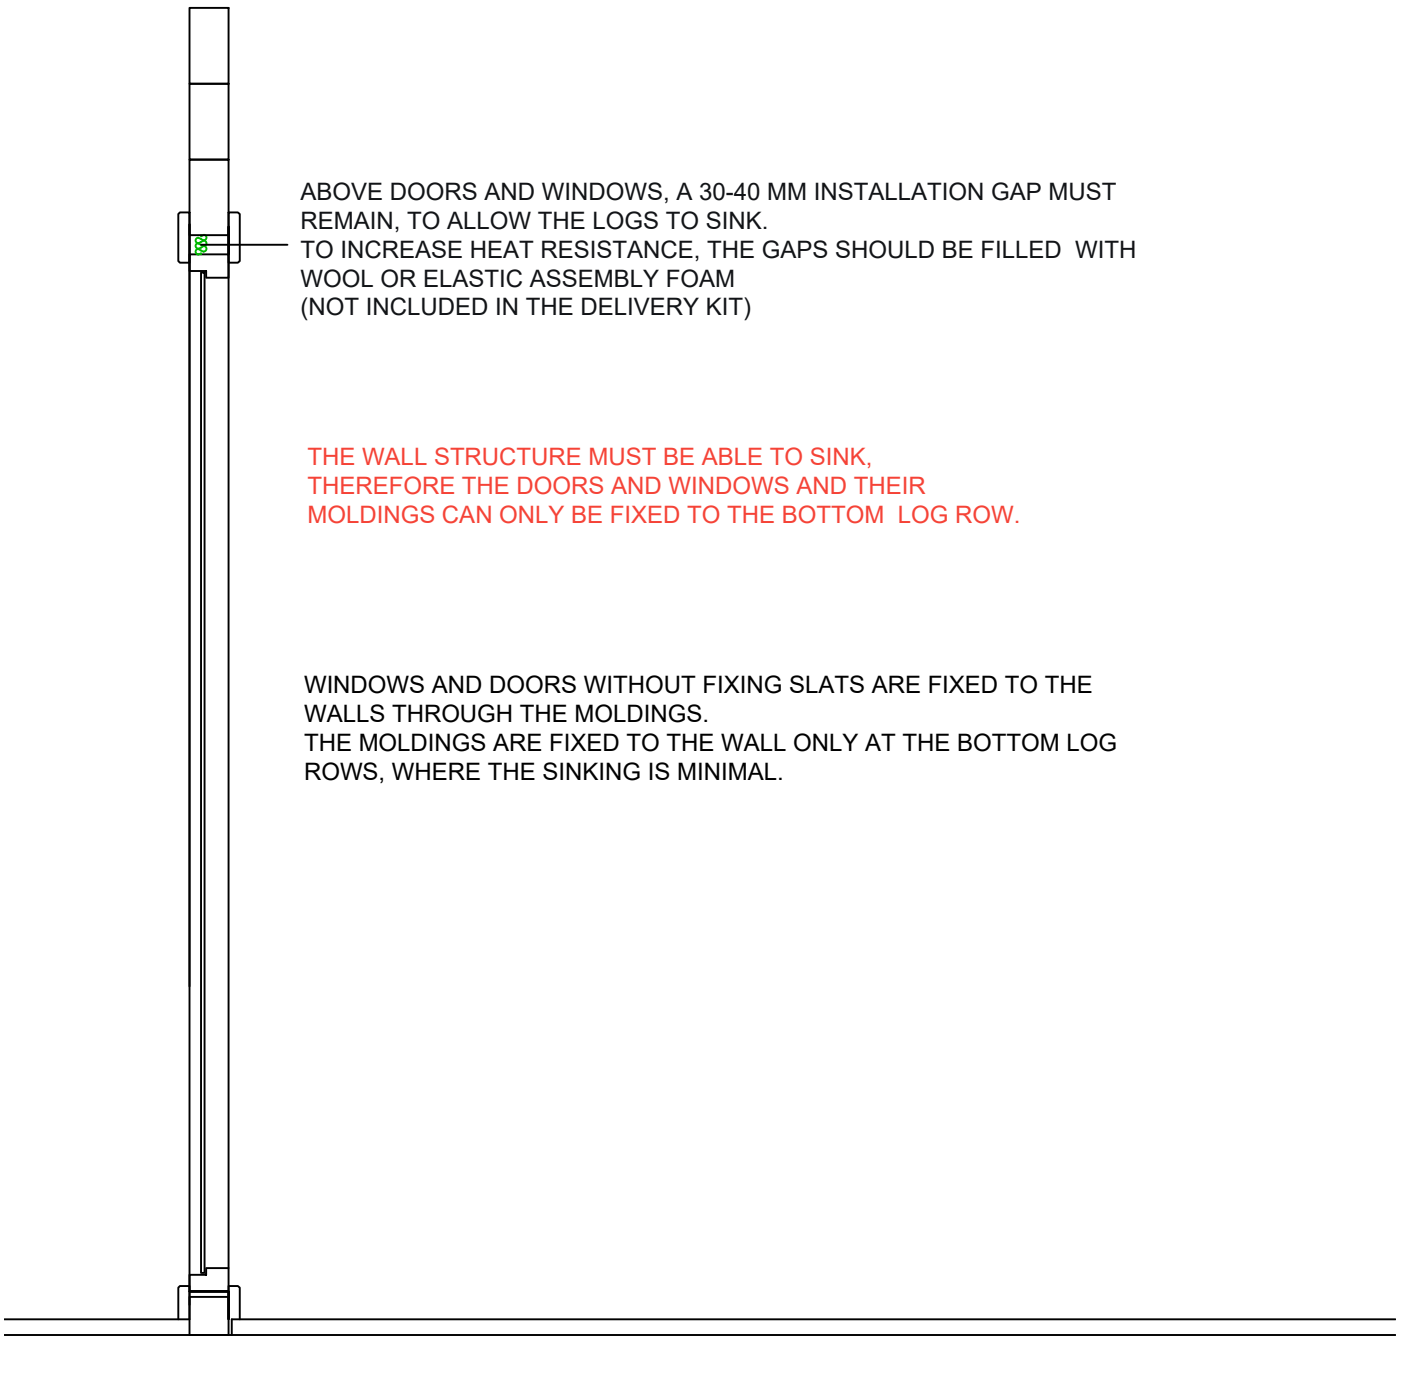 ABOVE DOORS AND WINDOWS, A 30-40 MM INSTALLATION GAP MUST
REMAIN, TO ALLOW THE LOGS TO SINK.
TO INCREASE HEAT RESISTANCE, THE GAPS SHOULD BE FILLED  WITH
WOOL OR ELASTIC ASSEMBLY FOAM
(NOT INCLUDED IN THE DELIVERY KIT)
THE WALL STRUCTURE MUST BE ABLE TO SINK,
THEREFORE THE DOORS AND WINDOWS AND THEIR
MOLDINGS CAN ONLY BE FIXED TO THE BOTTOM  LOG ROW.
WINDOWS AND DOORS WITHOUT FIXING SLATS ARE FIXED TO THE
WALLS THROUGH THE MOLDINGS.
THE MOLDINGS ARE FIXED TO THE WALL ONLY AT THE BOTTOM LOG
ROWS, WHERE THE SINKING IS MINIMAL.